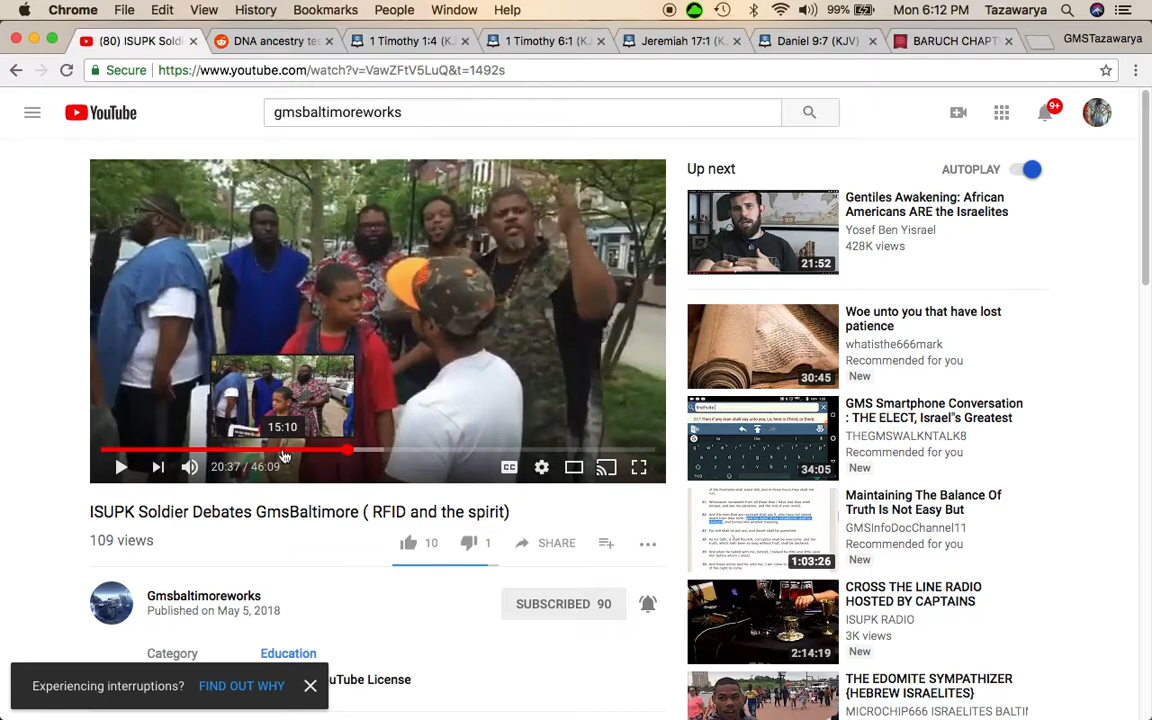 Chrome File Edit View History Bookmarks People Window Help 99% Mon 6:12 PM Tazawarya
(80) ISUPK Soldi DNA ancestry te 1 Timothy 1:4 (KJ 1 Timothy 6:1 (KJV Jeremiah 17:1 (KJ Daniel 9:7 (KJV) BARUCH CHAPT GMSTazawarya
Secure https://www.youtube.com/watch?v=VawZFtV5LuQ&t=1492s
YouTube gmsbaltimoreworks 9+
Up next AUTOPLAY
Gentiles Awakening: African
Americans ARE the Israelites
Yosef Ben Yisrael
428K views
21:52
Woe unto you that have lost
patience
whatisthe666mark
Recommended for you
New
30:45
GMS Smartphone Conversation
: THE ELECT, Israel"s Greatest
THEGMSWALKNTALK8
Recommended for you
New
34:05
Maintaining The Balance Of
Truth Is Not Easy But
GMSInfoDocChannel11
Recommended for you
New
1:03:26
CROSS THE LINE RADIO
HOSTED BY CAPTAINS
ISUPK RADIO
3K views
New
2:14:19
THE EDOMITE SYMPATHIZER
{HEBREW ISRAELITES}
MICROCHIP666 ISRAELITES BALTIM
15:10
20:37 / 46:09 CC
ISUPK Soldier Debates GmsBaltimore ( RFID and the spirit)
109 views 10 1 SHARE
Gmsbaltimoreworks
Published on May 5, 2018
SUBSCRIBED 90
Category Education
uTube License
Experiencing interruptions? FIND OUT WHY